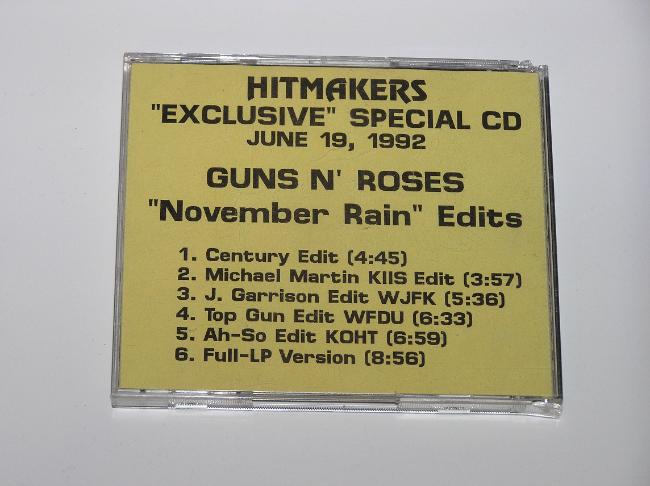 HITMAKERS
"EXCLUSIVE" SPECIAL CD
JUNE 19, 1992
GUNS N' ROSES
"November Rain" Edits
1. Century Edit (4:45)
2. Michael Martin KIIS Edit (3:57)
3. J. Garrison Edit WJFK (5:36)
4. Top Gun Edit WFDU (6:33)
5. Ah-So Edit KOHT (6:59)
6. Full-LP Version (8:56)